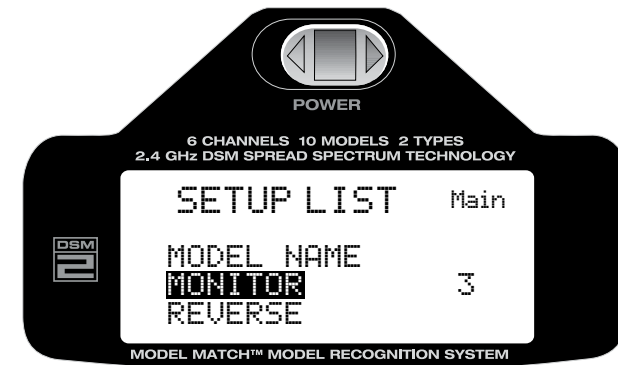 POWER
6 CHANNELS 10 MODELS 2 TYPES
2.4 GHz DSM SPREAD SPECTRUM TECHNOLOGY
SETUP LIST Main
DSM
2
MODEL NAME
MONITOR 3
REVERSE
MODEL MATCH™ MODEL RECOGNITION SYSTEM